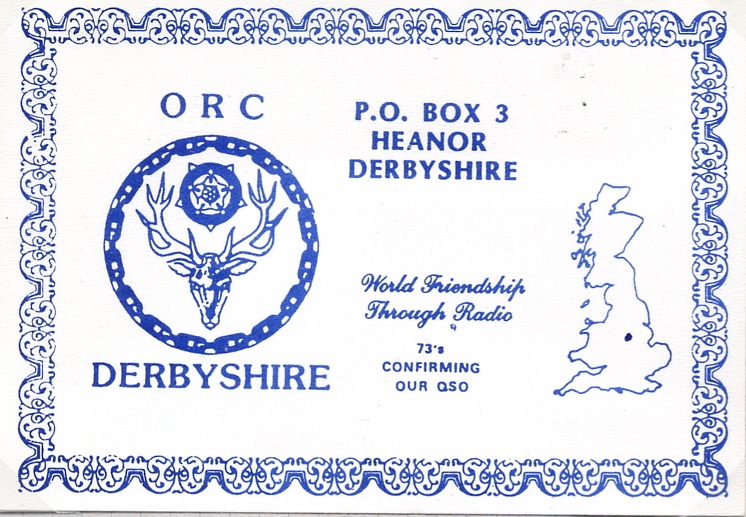 ORC
DERBYSHIRE
P.O. BOX 3
HEANOR
DERBYSHIRE
World Friendship
Through Radio
73's
CONFIRMING
OUR QSO